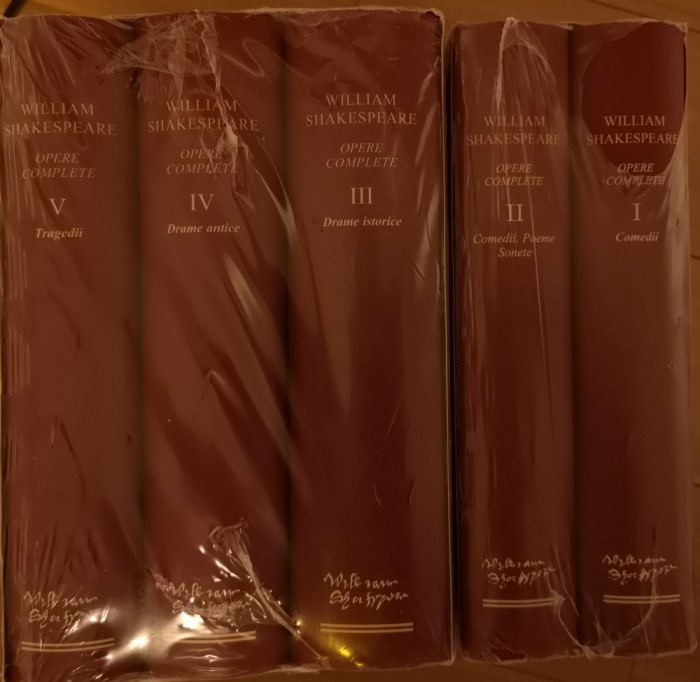 WILLIAM
SHAKESPEARE
OPERE
COMPLETE
V
Tragedii
WILLIAM
SHAKESPEARE
OPERE
COMPLETE
IV
Drame antice
WILLIAM
SHAKESPEARE
OPERE
COMPLETE
III
Drame istorice
WILLIAM
SHAKESPEARE
OPERE
COMPLETE
II
Comedii, Poeme
Sonete
WILLIAM
SHAKESPEARE
OPERE
COMPLETE
I
Comedii